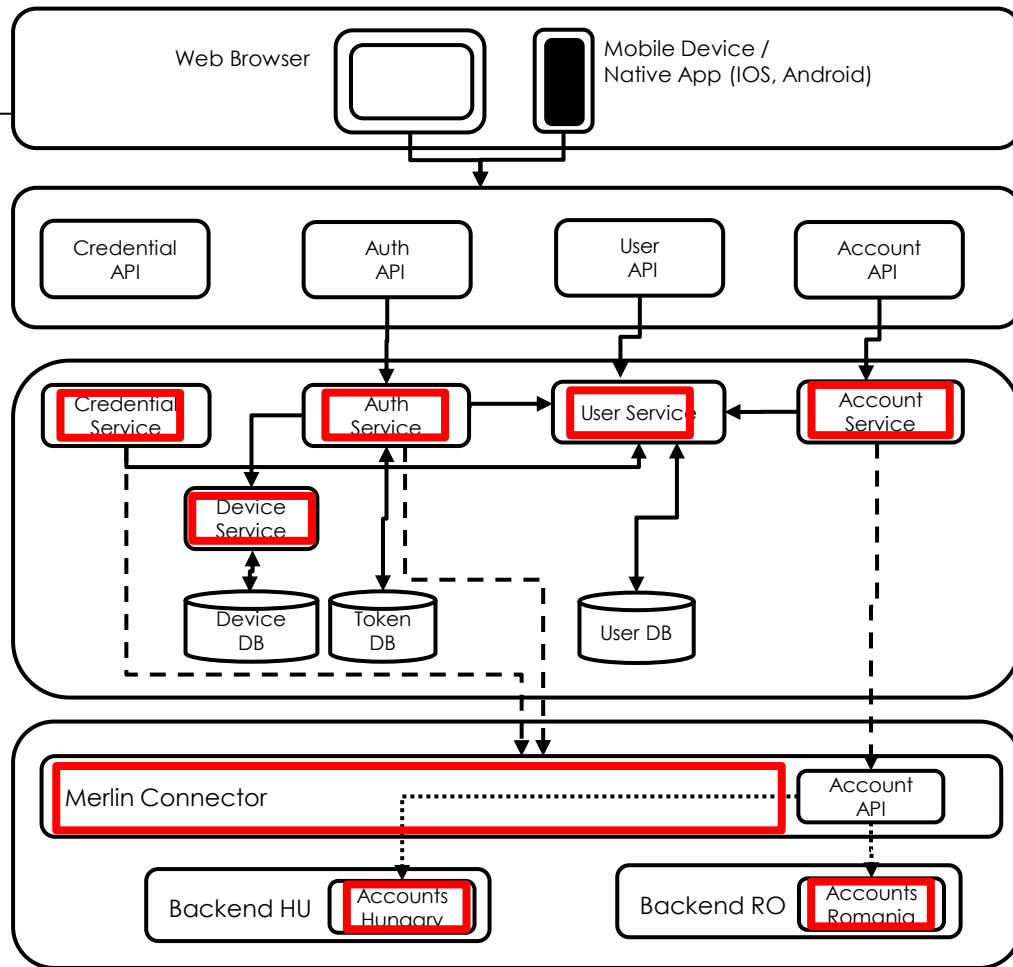 Web Browser
Mobile Device /
Native App (IOS, Android)
Credential
API
Auth
API
User
API
Account
API
Credential
Service
Auth
Service
User Service
Account
Service
Device
Service
Device
DB
Token
DB
User DB
Merlin Connector
Account
API
Backend HU
Accounts
Hungary
Backend RO
Accounts
Romania